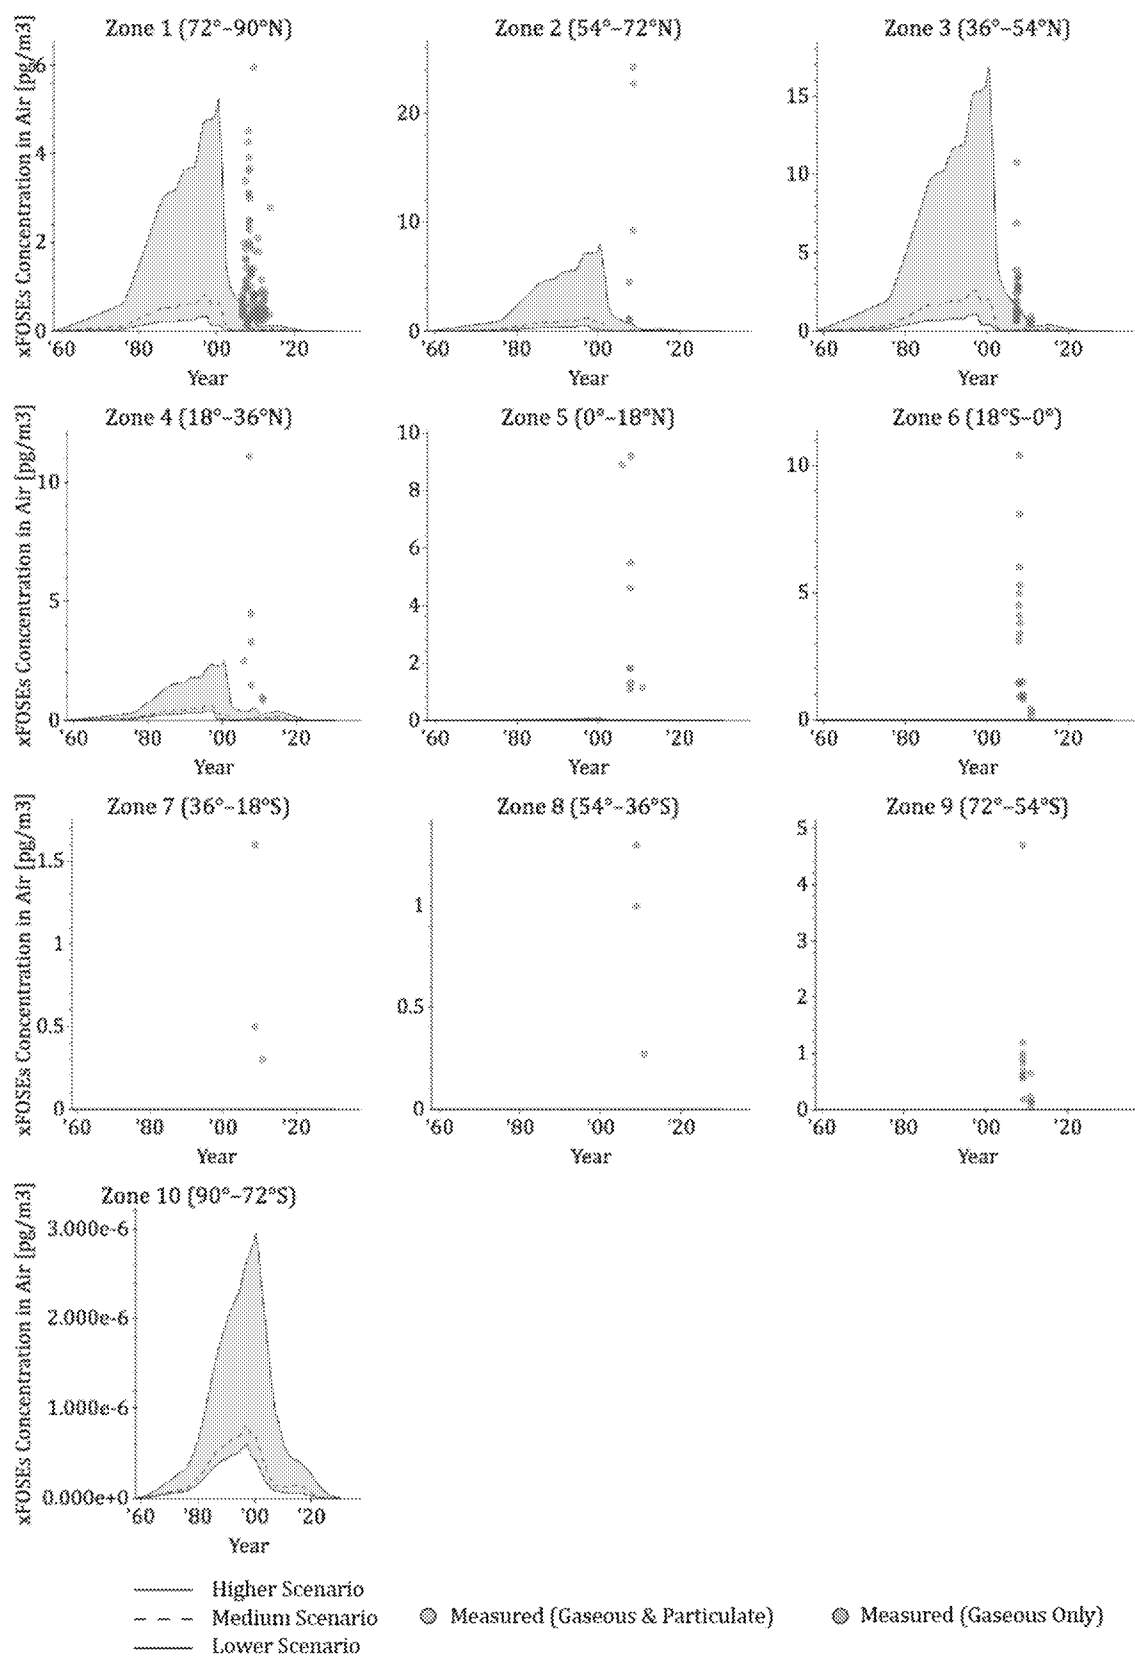 Zone 1 (72°–90°N)
Zone 2 (54°–72°N)
Zone 3 (36°–54°N)
xFOSEs Concentration in Air [pg/m3]
6
4
2
0
'60 '80 '00 '20
Year
20
10
0
'60 '80 '00 '20
Year
15
10
5
0
'60 '80 '00 '20
Year
Zone 4 (18°–36°N)
Zone 5 (0°–18°N)
Zone 6 (18°S–0°)
xFOSEs Concentration in Air [pg/m3]
10
5
0
'60 '80 '00 '20
Year
10
8
6
4
2
0
'60 '80 '00 '20
Year
10
5
0
'60 '80 '00 '20
Year
Zone 7 (36°–18°S)
Zone 8 (54°–36°S)
Zone 9 (72°–54°S)
xFOSEs Concentration in Air [pg/m3]
1.5
1
0.5
0
'60 '80 '00 '20
Year
1
0.5
0
'60 '80 '00 '20
Year
5
4
3
2
1
0
'60 '80 '00 '20
Year
Zone 10 (90°–72°S)
xFOSEs Concentration in Air [pg/m3]
3.000e-6
2.000e-6
1.000e-6
0.000e+0
'60 '80 '00 '20
Year
Higher Scenario
Medium Scenario
Lower Scenario
Measured (Gaseous & Particulate)
Measured (Gaseous Only)